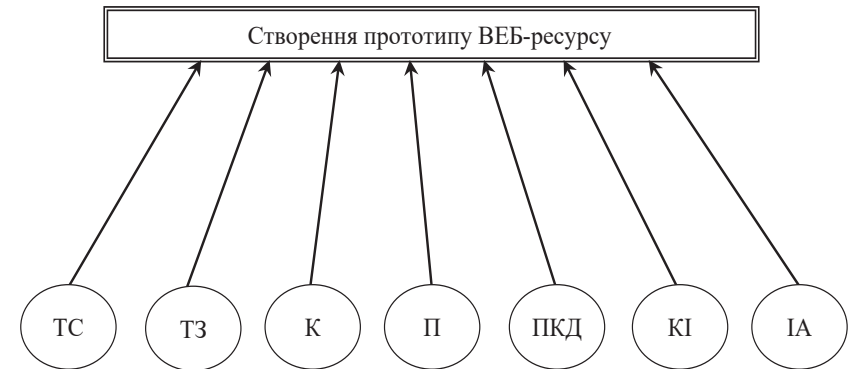 Створення прототипу ВЕБ-ресурсу
ТС ТЗ К П ПКД КІ ІА